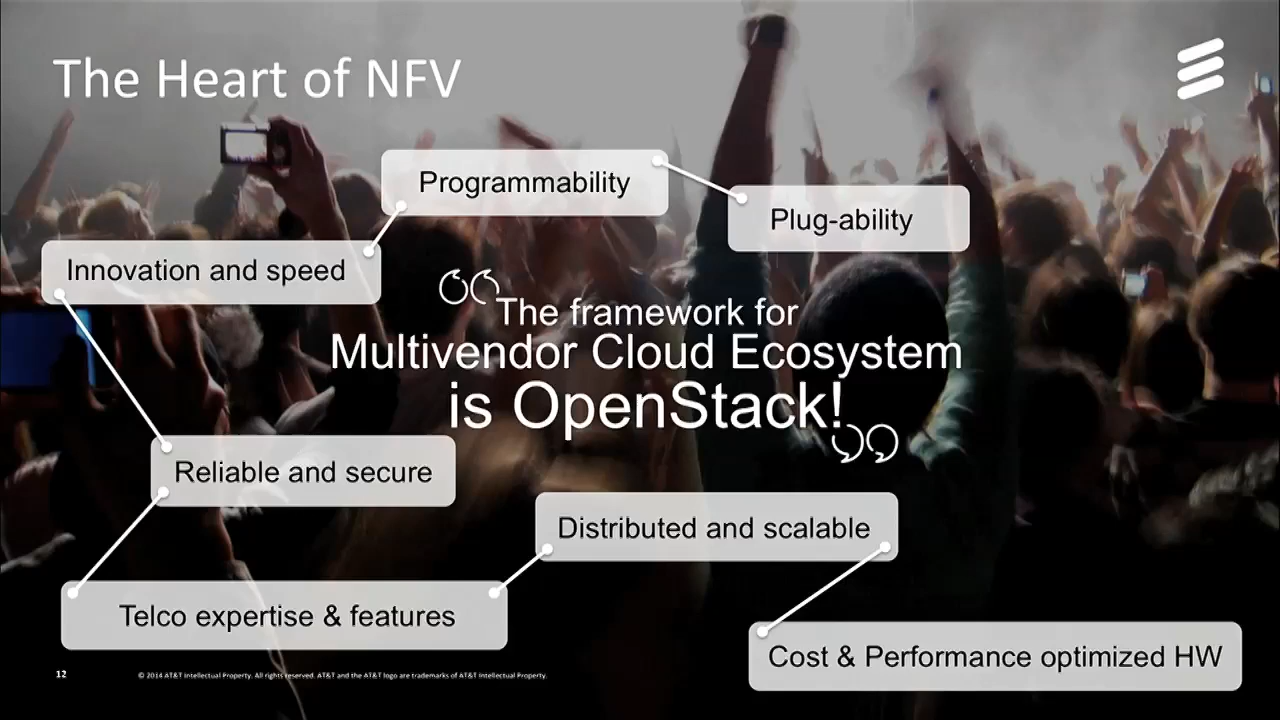 The Heart of NFV
Programmability
Plug-ability
Innovation and speed
The framework for
Multivendor Cloud Ecosystem
is OpenStack!
Reliable and secure
Distributed and scalable
Telco expertise & features
Cost & Performance optimized HW
12
© 2014 AT&T Intellectual Property. All rights reserved. AT&T and the AT&T logo are trademarks of AT&T Intellectual Property.